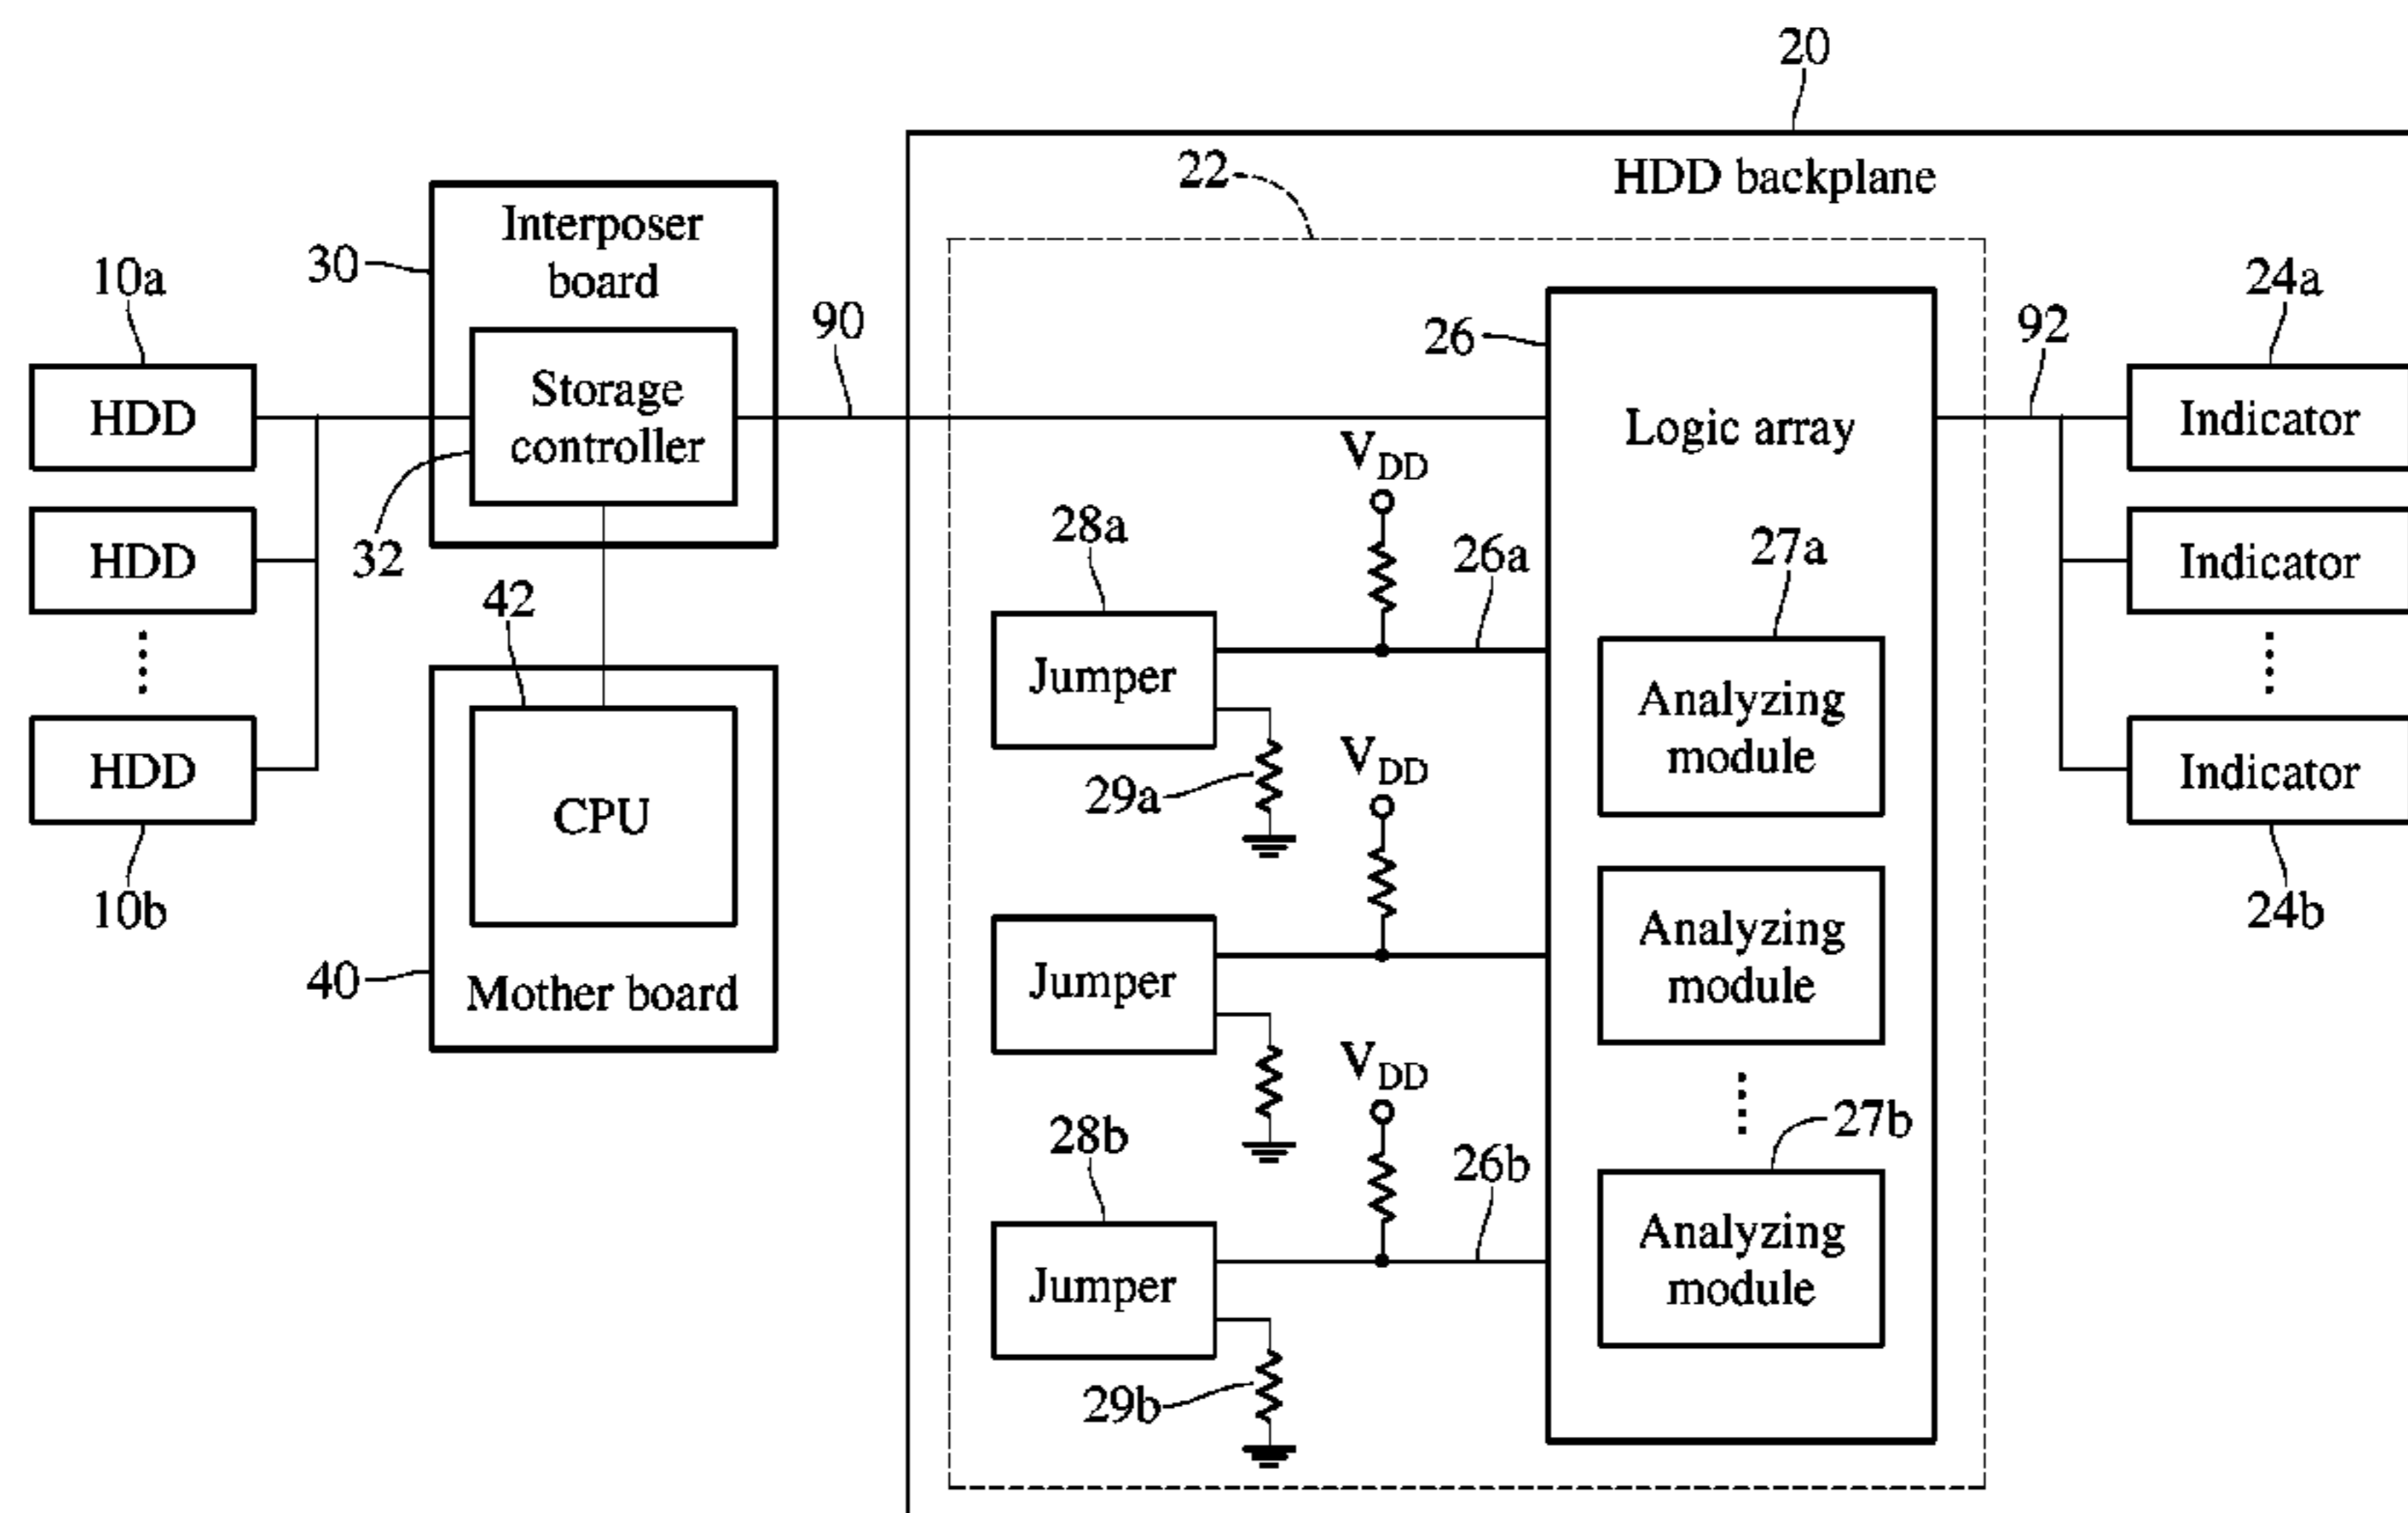 20
22
HDD backplane
Interposer
board
30
10a
24a
90
26
92
HDD
Storage
controller
Logic array
Indicator
VDD
32
28a
26a
27a
HDD
Indicator
42
Jumper
Analyzing
module
VDD
29a
HDD
Indicator
CPU
10b
24b
Jumper
Analyzing
module
40
Mother board
VDD
28b
26b
27b
Jumper
Analyzing
module
29b